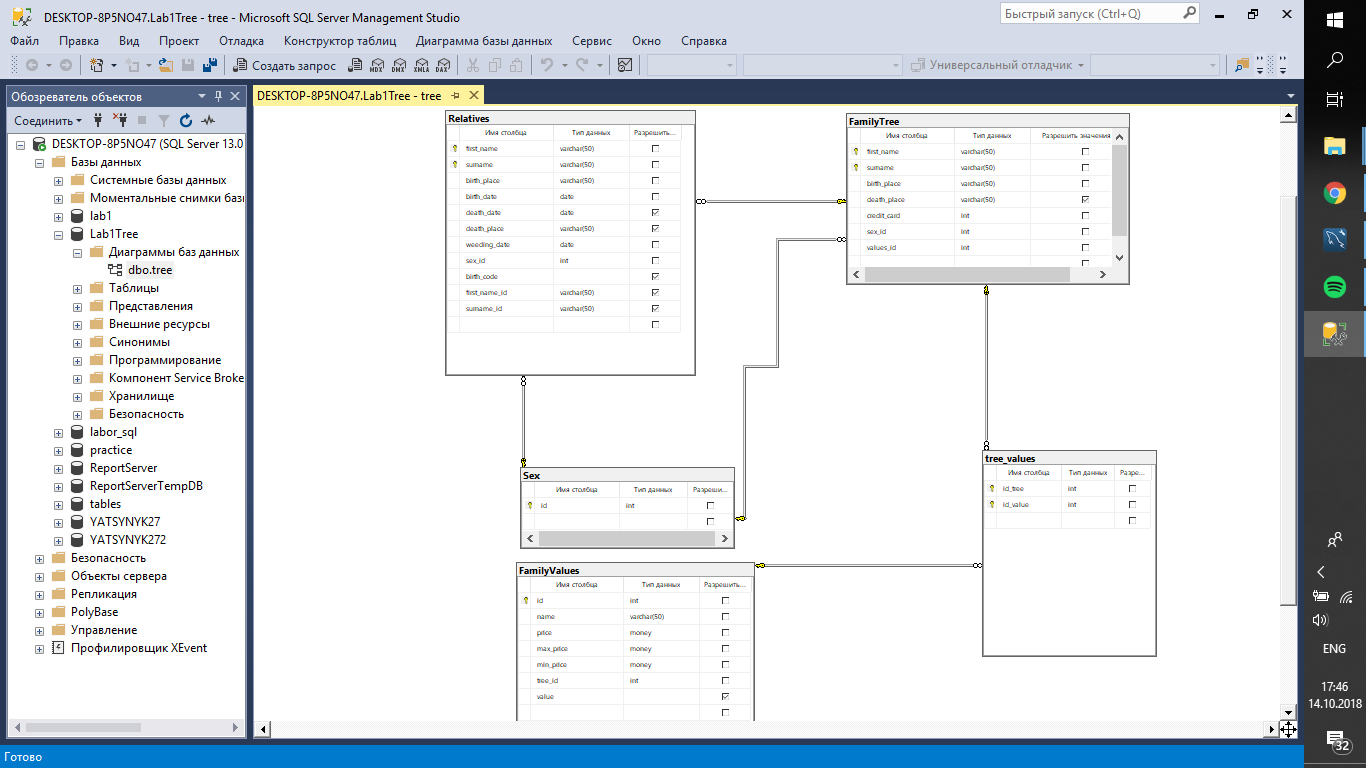 DESKTOP-8P5NO47.Lab1Tree - tree - Microsoft SQL Server Management Studio
Быстрый запуск (Ctrl+Q)
Файл Правка Вид Проект Отладка Конструктор таблиц Диаграмма базы данных Сервис Окно Справка
Создать запрос MDX DMX XMLA DAX Универсальный отладчик
Обозреватель объектов
Соединить
DESKTOP-8P5NO47 (SQL Server 13.0
Базы данных
Системные базы данных
Моментальные снимки баз
lab1
Lab1Tree
Диаграммы баз данных
dbo.tree
Таблицы
Представления
Внешние ресурсы
Синонимы
Программирование
Компонент Service Broke
Хранилище
Безопасность
labor_sql
practice
ReportServer
ReportServerTempDB
tables
YATSYNYK27
YATSYNYK272
Безопасность
Объекты сервера
Репликация
PolyBase
Управление
Профилировщик XEvent
DESKTOP-8P5NO47.Lab1Tree - tree
Relatives
Имя столбца Тип данных Разрешить...
first_name varchar(50)
surname varchar(50)
birth_place varchar(50)
birth_date date
death_date date
death_place varchar(50)
weeding_date date
sex_id int
birth_code
first_name_id varchar(50)
surname_id varchar(50)
FamilyTree
Имя столбца Тип данных Разрешить значения
first_name varchar(50)
surname varchar(50)
birth_place varchar(50)
death_place varchar(50)
credit_card int
sex_id int
values_id int
Sex
Имя столбца Тип данных Разреши...
id int
tree_values
Имя столбца Тип данных Разре...
id_tree int
id_value int
FamilyValues
Имя столбца Тип данных Разрешить...
id int
name varchar(50)
price money
max_price money
min_price money
tree_id int
value
Готово
ENG
17:46
14.10.2018
32